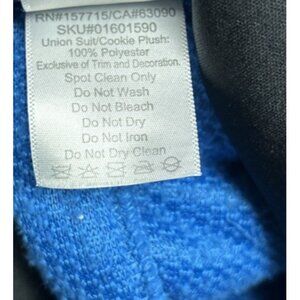 RN#157715/CA#63090
SKU#01601590
Union Suit/Cookie Plush:
100% Polyester
Exclusive of Trim and Decoration.
Spot Clean Only
Do Not Wash
Do Not Bleach
Do Not Dry
Do Not Iron
Do Not Dry Clean